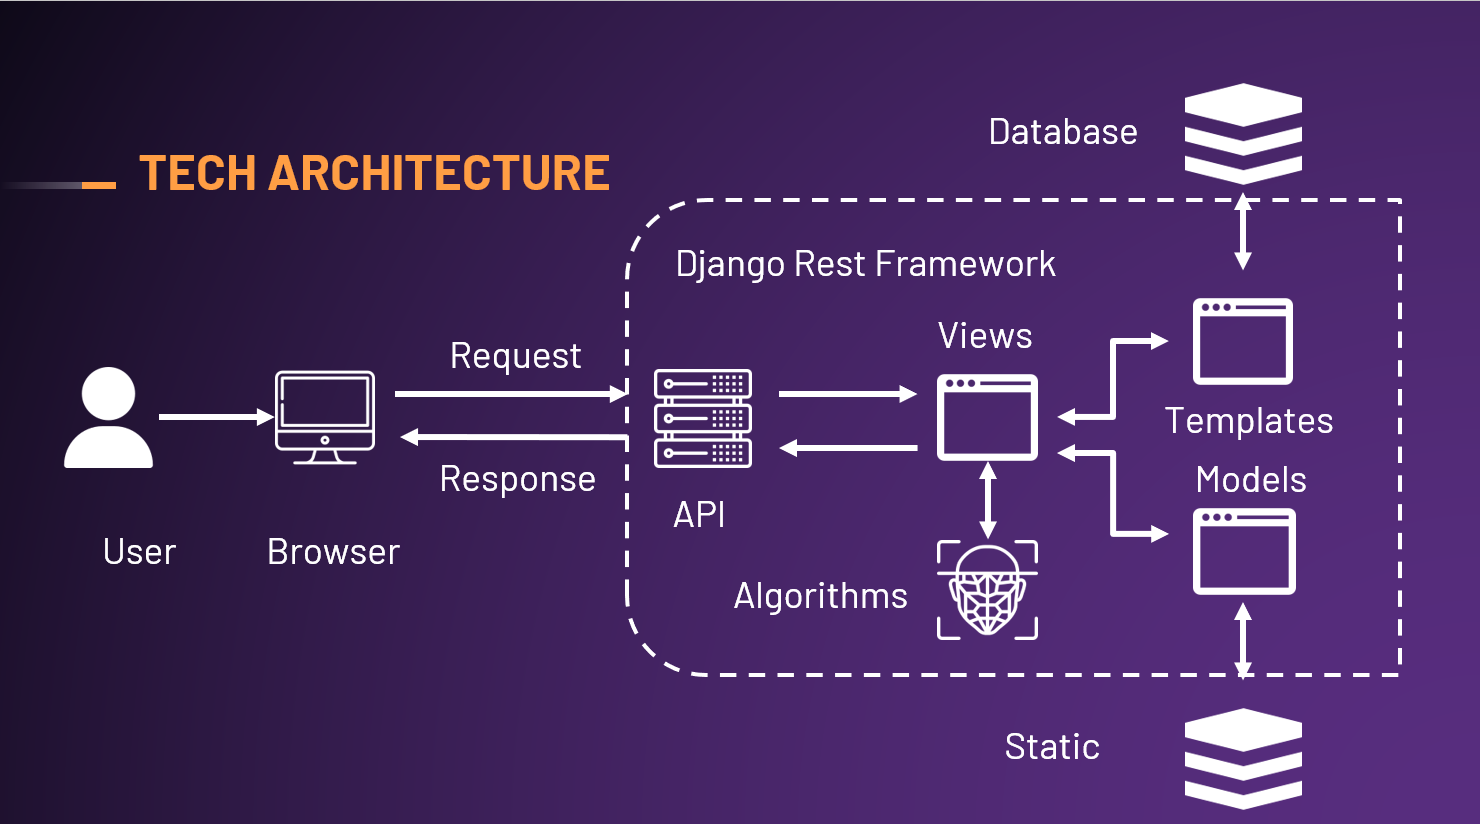 TECH ARCHITECTURE
Database
Django Rest Framework
Views
Request
Templates
Response
Models
API
User
Browser
Algorithms
Static